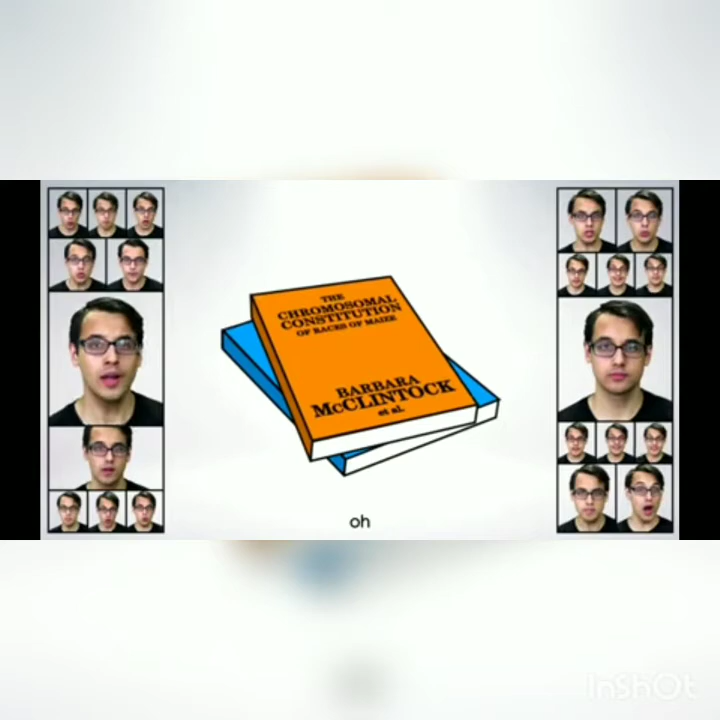 THE
CHROMOSOMAL
CONSTITUTION
OF RACES OF MAIZE
BARBARA
McCLINTOCK
et al.
oh
InShOt